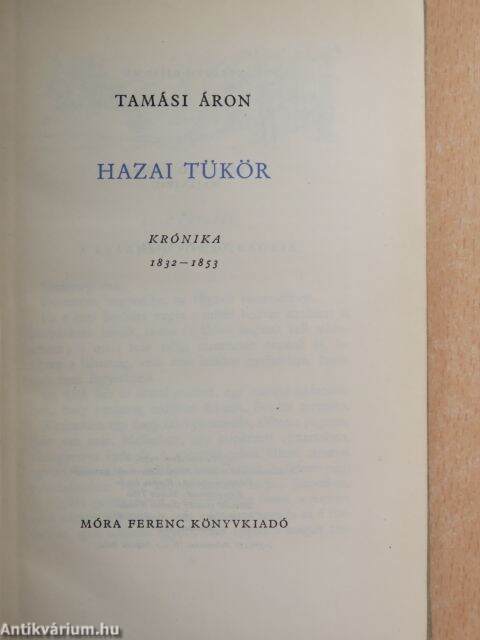 TAMÁSI ÁRON
HAZAI TÜKÖR
KRÓNIKA
1832–1853
MÓRA FERENC KÖNYVKIADÓ
Antikvárium.hu